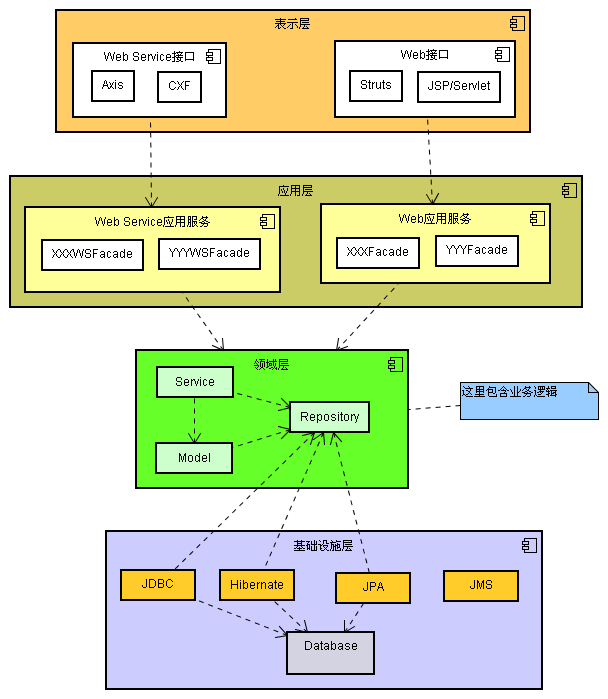 表示层
Web Service接口
Axis
CXF
Web接口
Struts
JSP/Servlet
应用层
Web Service应用服务
XXXWSFacade
YYYWSFacade
Web应用服务
XXXFacade
YYYFacade
领域层
Service
Repository
Model
这里包含业务逻辑
基础设施层
JDBC
Hibernate
JPA
JMS
Database